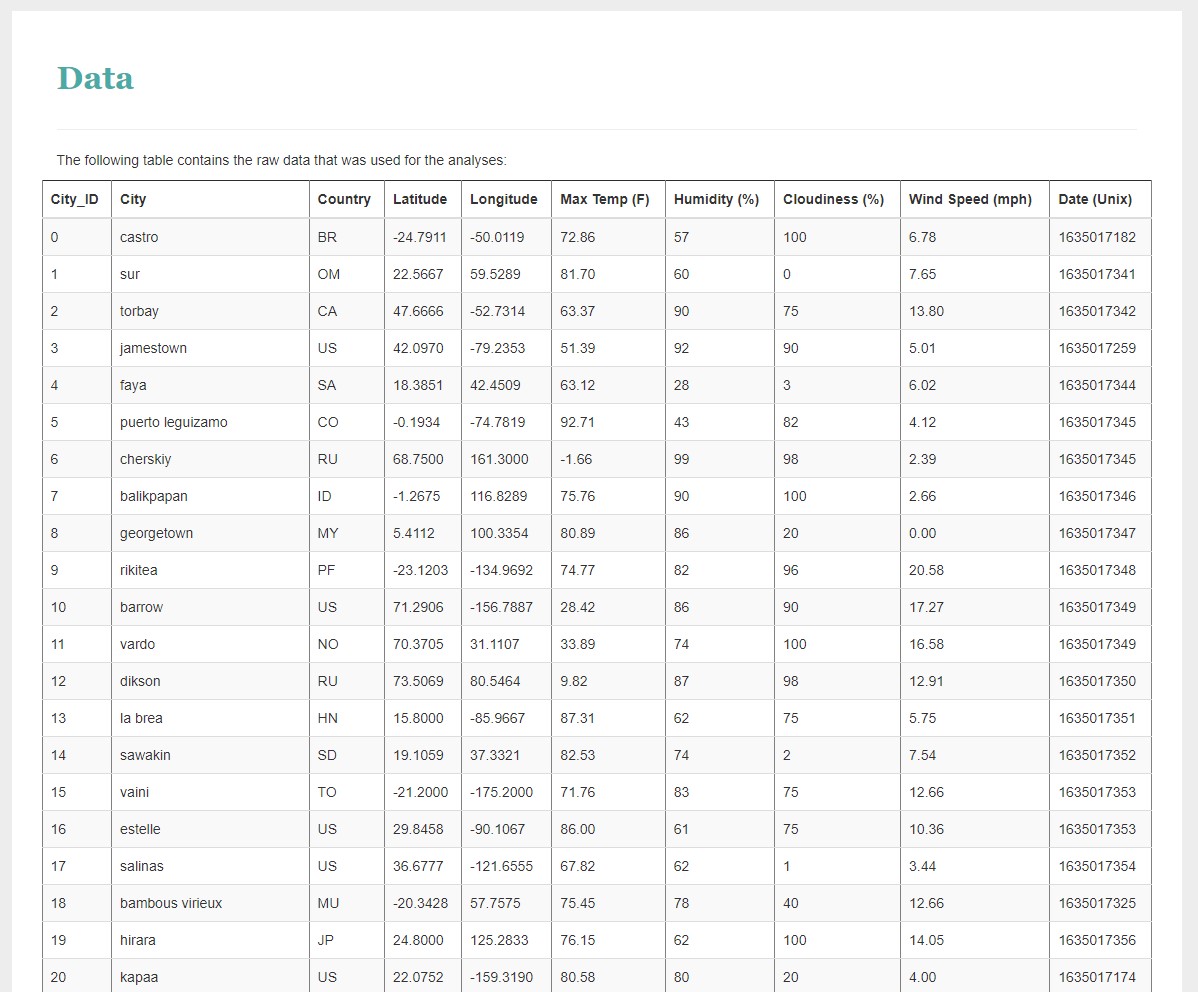 Data
The following table contains the raw data that was used for the analyses:
City_ID City Country Latitude Longitude Max Temp (F) Humidity (%) Cloudiness (%) Wind Speed (mph) Date (Unix)
0 castro BR -24.7911 -50.0119 72.86 57 100 6.78 1635017182
1 sur OM 22.5667 59.5289 81.70 60 0 7.65 1635017341
2 torbay CA 47.6666 -52.7314 63.37 90 75 13.80 1635017342
3 jamestown US 42.0970 -79.2353 51.39 92 90 5.01 1635017259
4 faya SA 18.3851 42.4509 63.12 28 3 6.02 1635017344
5 puerto leguizamo CO -0.1934 -74.7819 92.71 43 82 4.12 1635017345
6 cherskiy RU 68.7500 161.3000 -1.66 99 98 2.39 1635017345
7 balikpapan ID -1.2675 116.8289 75.76 90 100 2.66 1635017346
8 georgetown MY 5.4112 100.3354 80.89 86 20 0.00 1635017347
9 rikitea PF -23.1203 -134.9692 74.77 82 96 20.58 1635017348
10 barrow US 71.2906 -156.7887 28.42 86 90 17.27 1635017349
11 vardo NO 70.3705 31.1107 33.89 74 100 16.58 1635017349
12 dikson RU 73.5069 80.5464 9.82 87 98 12.91 1635017350
13 la brea HN 15.8000 -85.9667 87.31 62 75 5.75 1635017351
14 sawakin SD 19.1059 37.3321 82.53 74 2 7.54 1635017352
15 vaini TO -21.2000 -175.2000 71.76 83 75 12.66 1635017353
16 estelle US 29.8458 -90.1067 86.00 61 75 10.36 1635017353
17 salinas US 36.6777 -121.6555 67.82 62 1 3.44 1635017354
18 bambous virieux MU -20.3428 57.7575 75.45 78 40 12.66 1635017325
19 hirara JP 24.8000 125.2833 76.15 62 100 14.05 1635017356
20 kapaa US 22.0752 -159.3190 80.58 80 20 4.00 1635017174